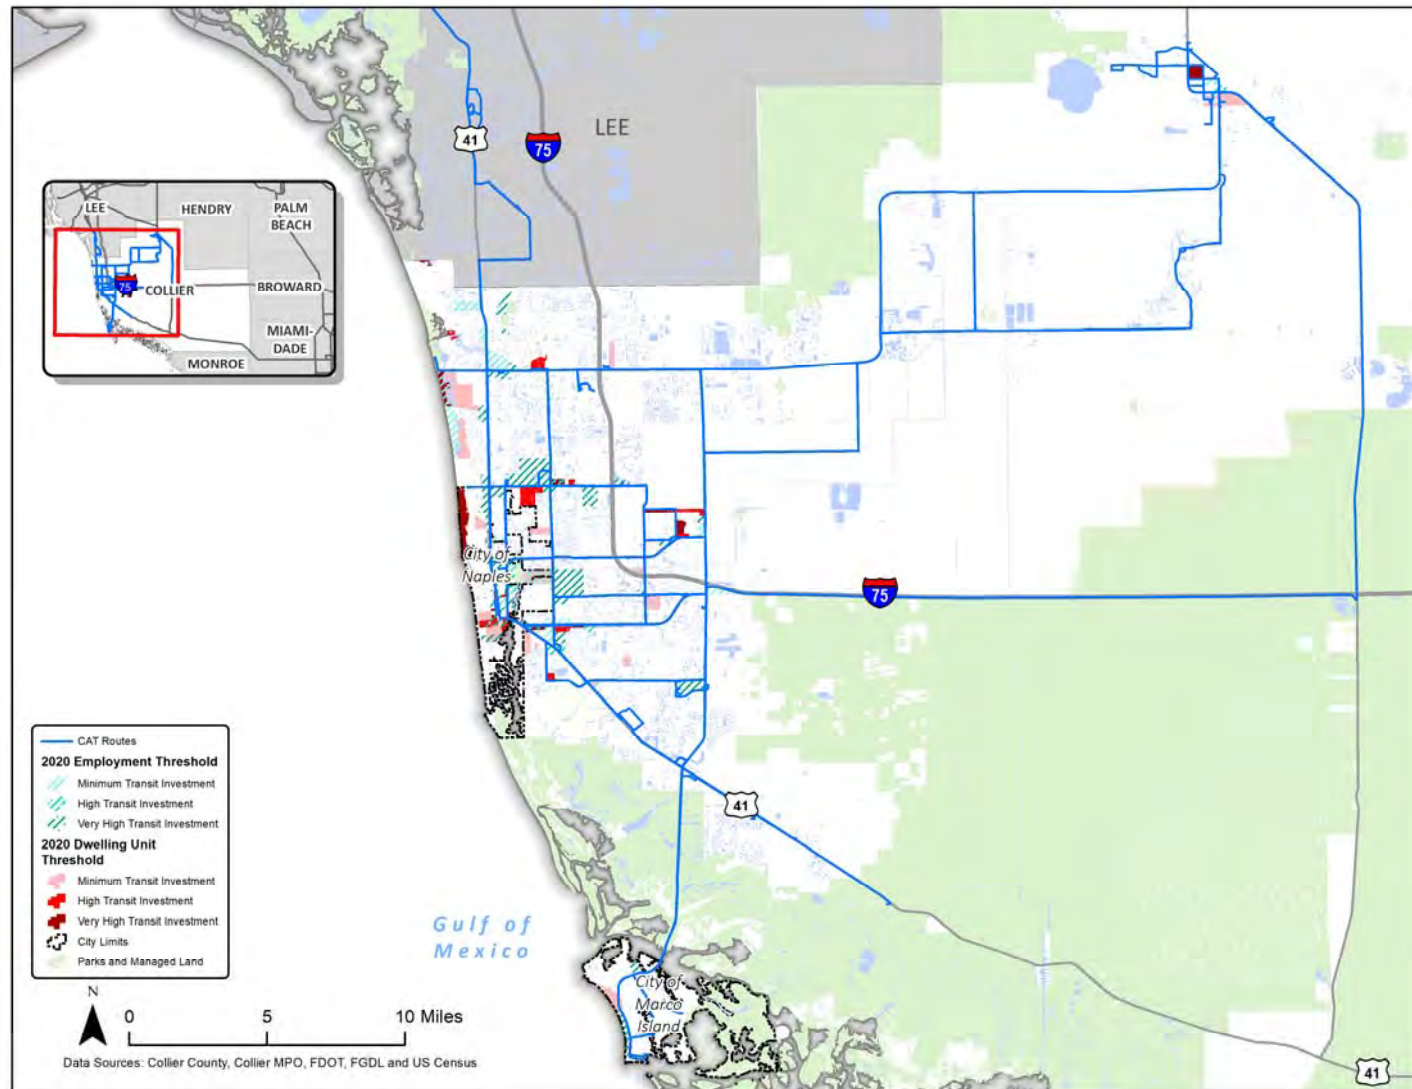 41
75
LEE
LEE
HENDRY
PALM
BEACH
75
COLLIER
BROWARD
MIAMI-
DADE
MONROE
City of
Naples
75
41
CAT Routes
2020 Employment Threshold
Minimum Transit Investment
High Transit Investment
Very High Transit Investment
2020 Dwelling Unit
Threshold
Minimum Transit Investment
High Transit Investment
Very High Transit Investment
City Limits
Parks and Managed Land
Gulf of
Mexico
City of
Marco
Island
N
0 5 10 Miles
Data Sources: Collier County, Collier MPO, FDOT, FGDL and US Census
41